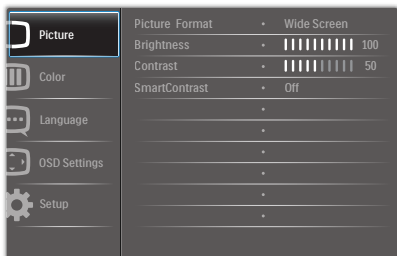 Picture
Color
Language
OSD Settings
Setup
Picture Format • Wide Screen
Brightness • 100
Contrast • 50
SmartContrast • Off
•
•
•
•
•
•